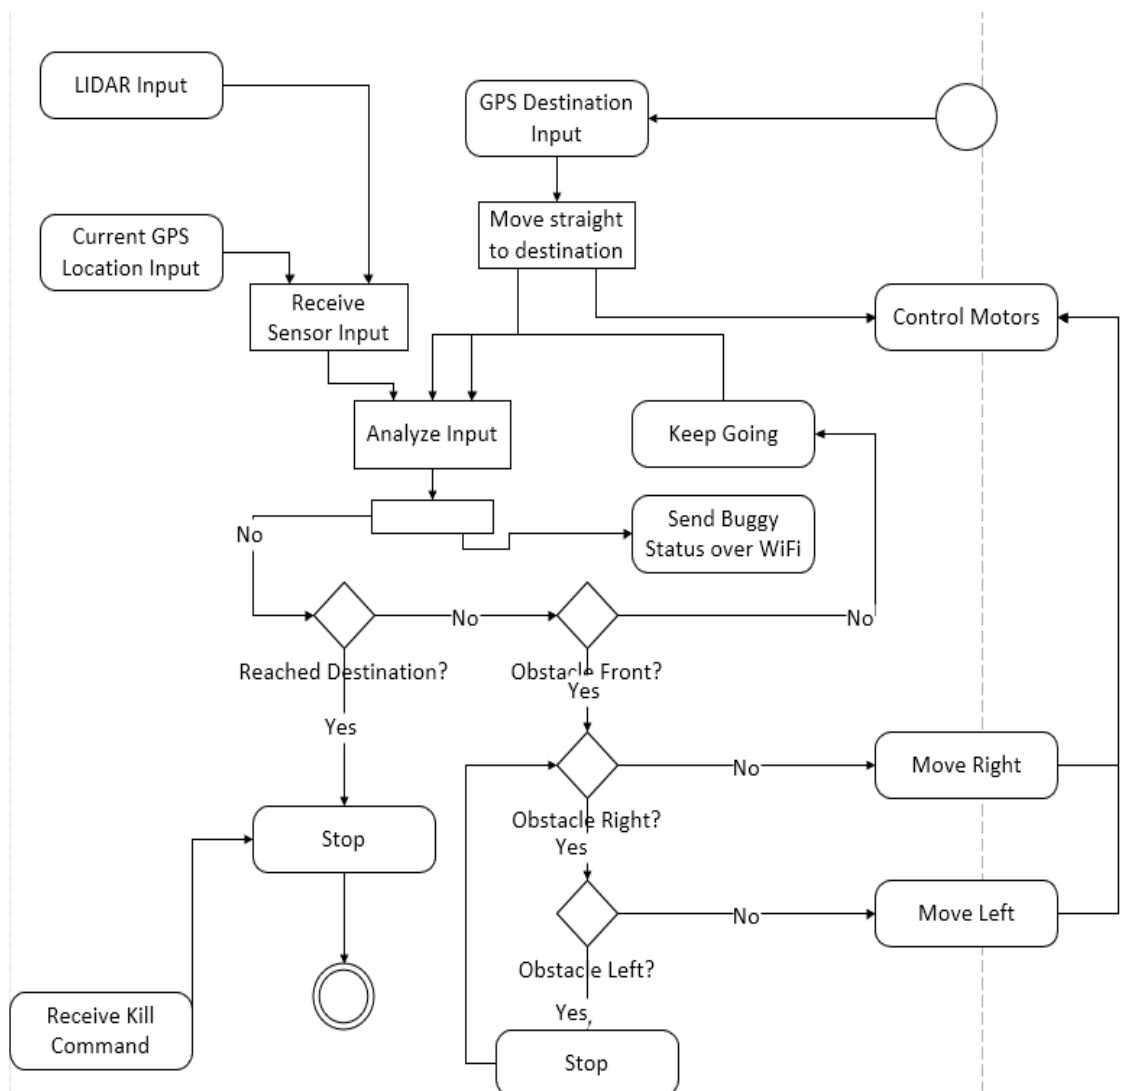 LIDAR Input
GPS Destination
Input
Move straight
to destination
Current GPS
Location Input
Receive
Sensor Input
Control Motors
Analyze Input
Keep Going
Send Buggy
Status over WiFi
No
No
No
Reached Destination?
Obstacle Front?
Yes
Yes
No
Move Right
Obstacle Right?
Yes
Stop
No
Move Left
Obstacle Left?
Yes
Receive Kill
Command
Stop